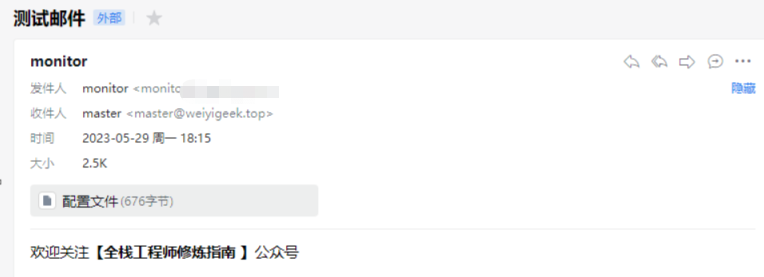 测试邮件 外部
monitor
发件人 monitor <monito
隐藏
收件人 master <master@weiyigeek.top>
时间 2023-05-29 周一 18:15
大小 2.5K
配置文件(676字节)
欢迎关注【全栈工程师修炼指南 】公众号